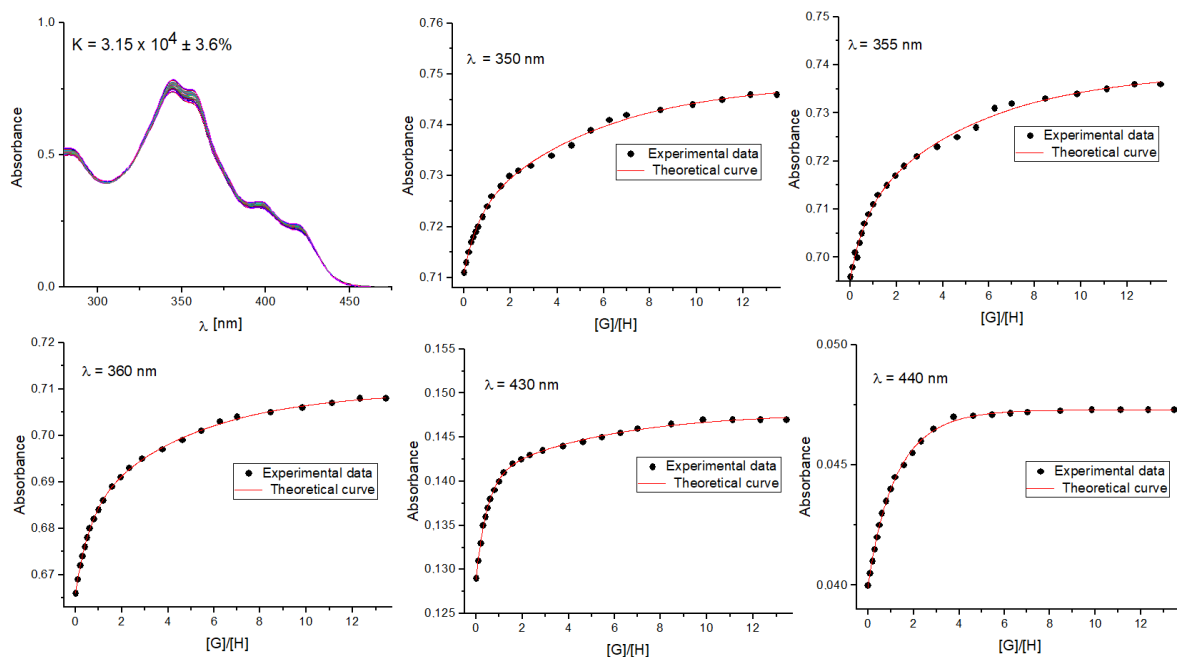 K = 3.15 x 10^4 ± 3.6%
1.0
0.5
0.0
Absorbance
300 350 400 450
λ [nm]
λ = 350 nm
0.76
0.75
0.74
0.73
0.72
0.71
Absorbance
Experimental data
Theoretical curve
0 2 4 6 8 10 12
[G]/[H]
λ = 355 nm
0.75
0.74
0.73
0.72
0.71
0.70
Absorbance
Experimental data
Theoretical curve
0 2 4 6 8 10 12
[G]/[H]
λ = 360 nm
0.72
0.71
0.70
0.69
0.68
0.67
Absorbance
Experimental data
Theoretical curve
0 2 4 6 8 10 12
[G]/[H]
λ = 430 nm
0.155
0.150
0.145
0.140
0.135
0.130
0.125
Absorbance
Experimental data
Theoretical curve
0 2 4 6 8 10 12
[G]/[H]
λ = 440 nm
0.050
0.045
0.040
Absorbance
Experimental data
Theoretical curve
0 2 4 6 8 10 12
[G]/[H]